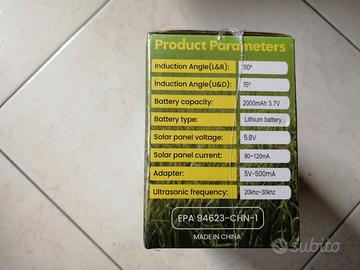 Product Parameters
Induction Angle(L&R): 110°
Induction Angle(U&D): 15°
Battery capacity: 2000mAh 3.7V
Battery type: Lithium battery
Solar panel voltage: 5.8V
Solar panel current: 80-120mA
Adapter: 5V-500mA
Ultrasonic frequency: 20khz-30khz
EPA 94623-CHN-1
MADE IN CHINA
subito